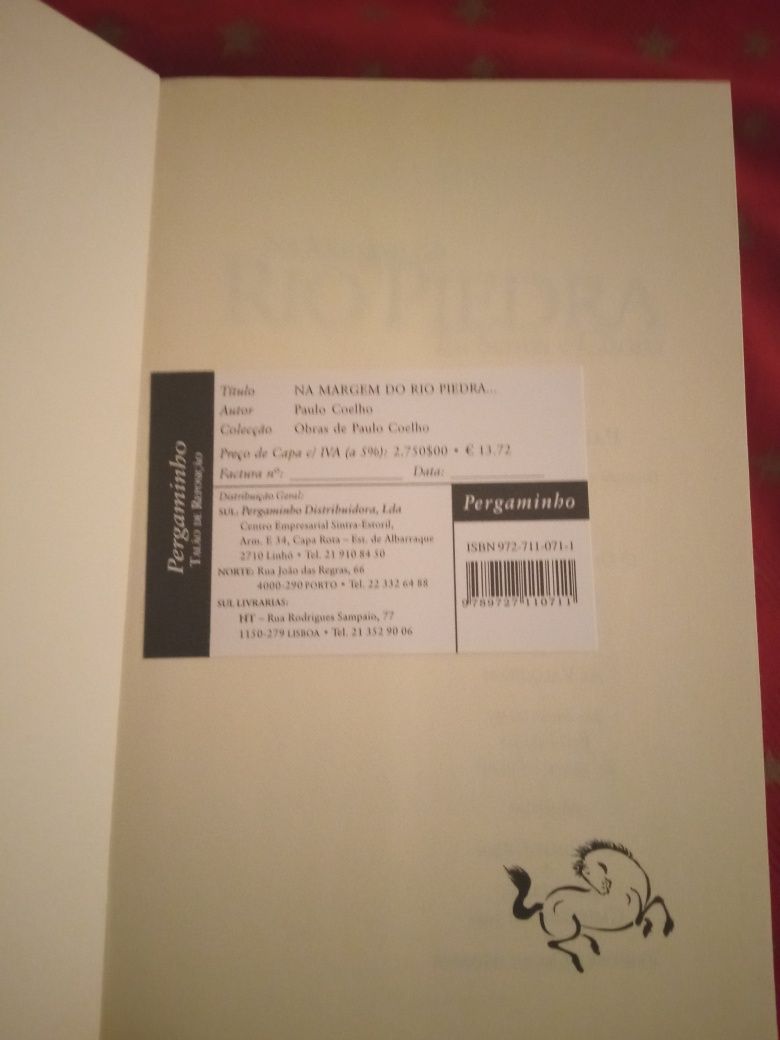 RIO PIEDRA
Pergaminho
TALÃO DE REPOSIÇÃO
Título NA MARGEM DO RIO PIEDRA...
Autor Paulo Coelho
Colecção Obras de Paulo Coelho
Preço de Capa c/ IVA (a 5%): 2.750$00 • € 13.72
Factura nº: Data:
Distribuição Geral:
SUL: Pergaminho Distribuidora, Lda
Centro Empresarial Sintra-Estoril,
Arm. E 34, Capa Rota – Est. de Albarraque
2710 Linhó • Tel. 21 910 84 50
NORTE: Rua João das Regras, 66
4000-290 PORTO • Tel. 22 332 64 88
SUL LIVRARIAS:
HT – Rua Rodrigues Sampaio, 77
1150-279 LISBOA • Tel. 21 352 90 06
Pergaminho
ISBN 972-711-071-1
9789727110711